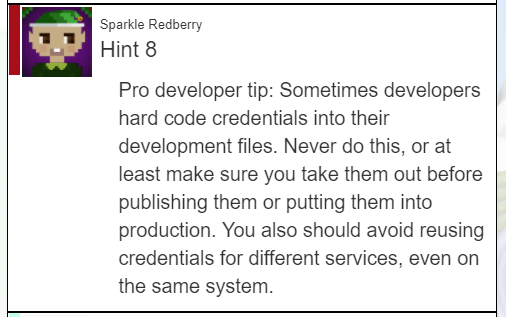 Sparkle Redberry
Hint 8
Pro developer tip: Sometimes developers
hard code credentials into their
development files. Never do this, or at
least make sure you take them out before
publishing them or putting them into
production. You also should avoid reusing
credentials for different services, even on
the same system.